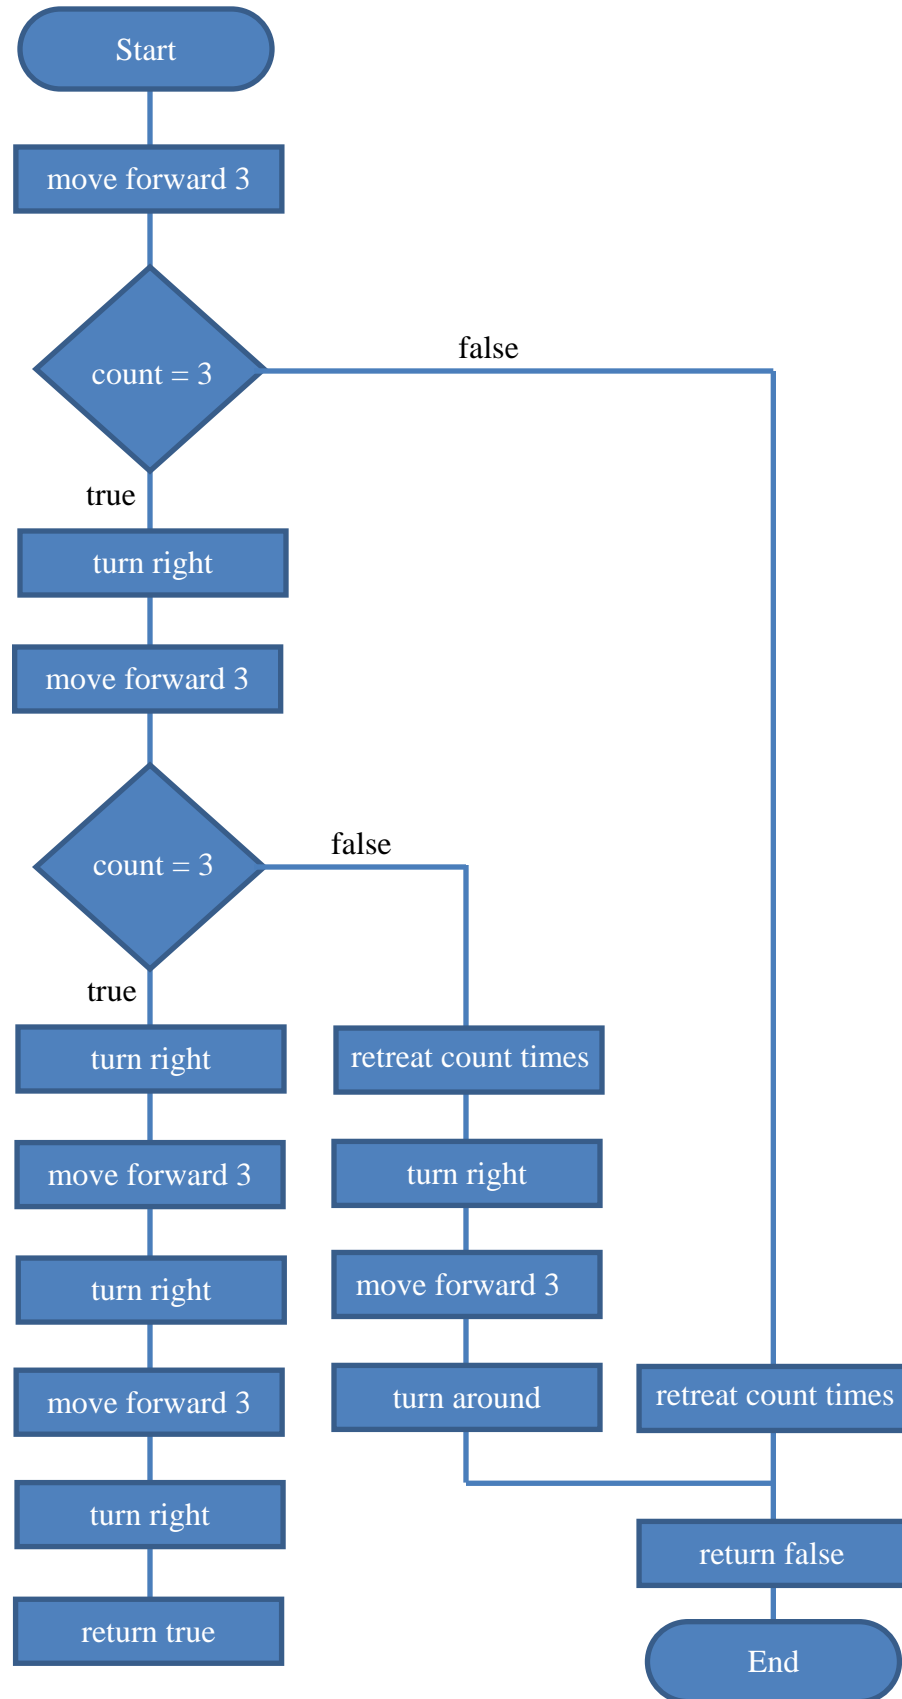 Start
move forward 3
count = 3
false
true
turn right
move forward 3
count = 3
false
true
turn right
move forward 3
turn right
move forward 3
turn right
return true
retreat count times
turn right
move forward 3
turn around
retreat count times
return false
End